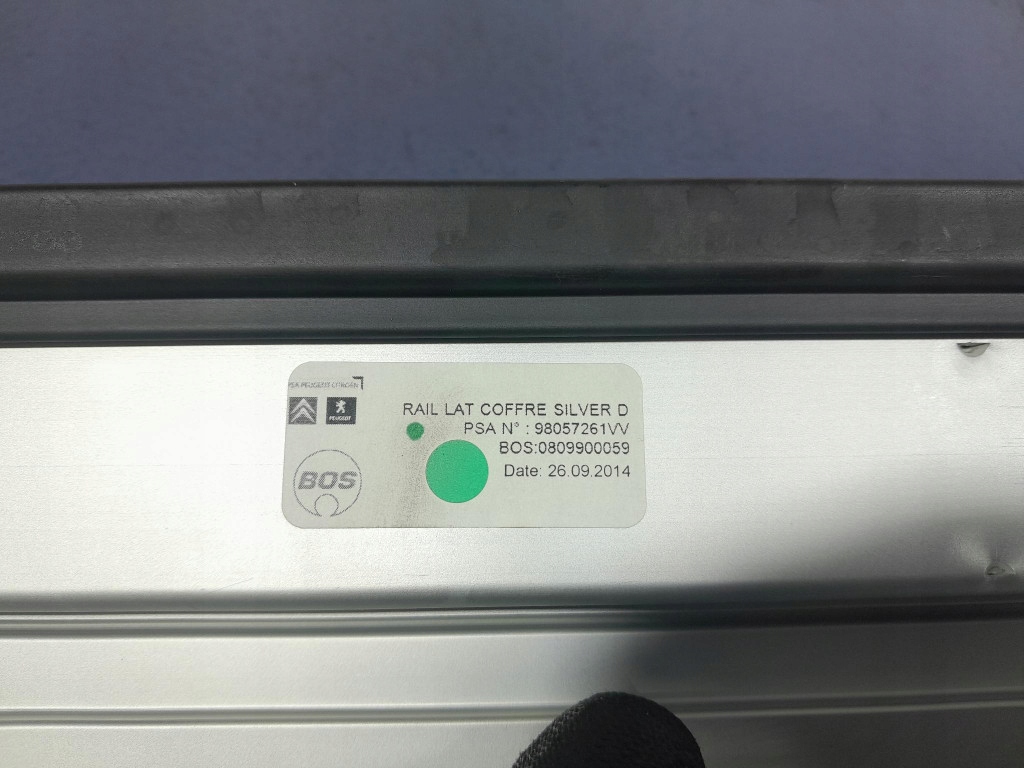 PSA PEUGEOT CITROËN
PEUGEOT
BOS
RAIL LAT COFFRE SILVER D
PSA N° : 98057261VV
BOS:0809900059
Date: 26.09.2014